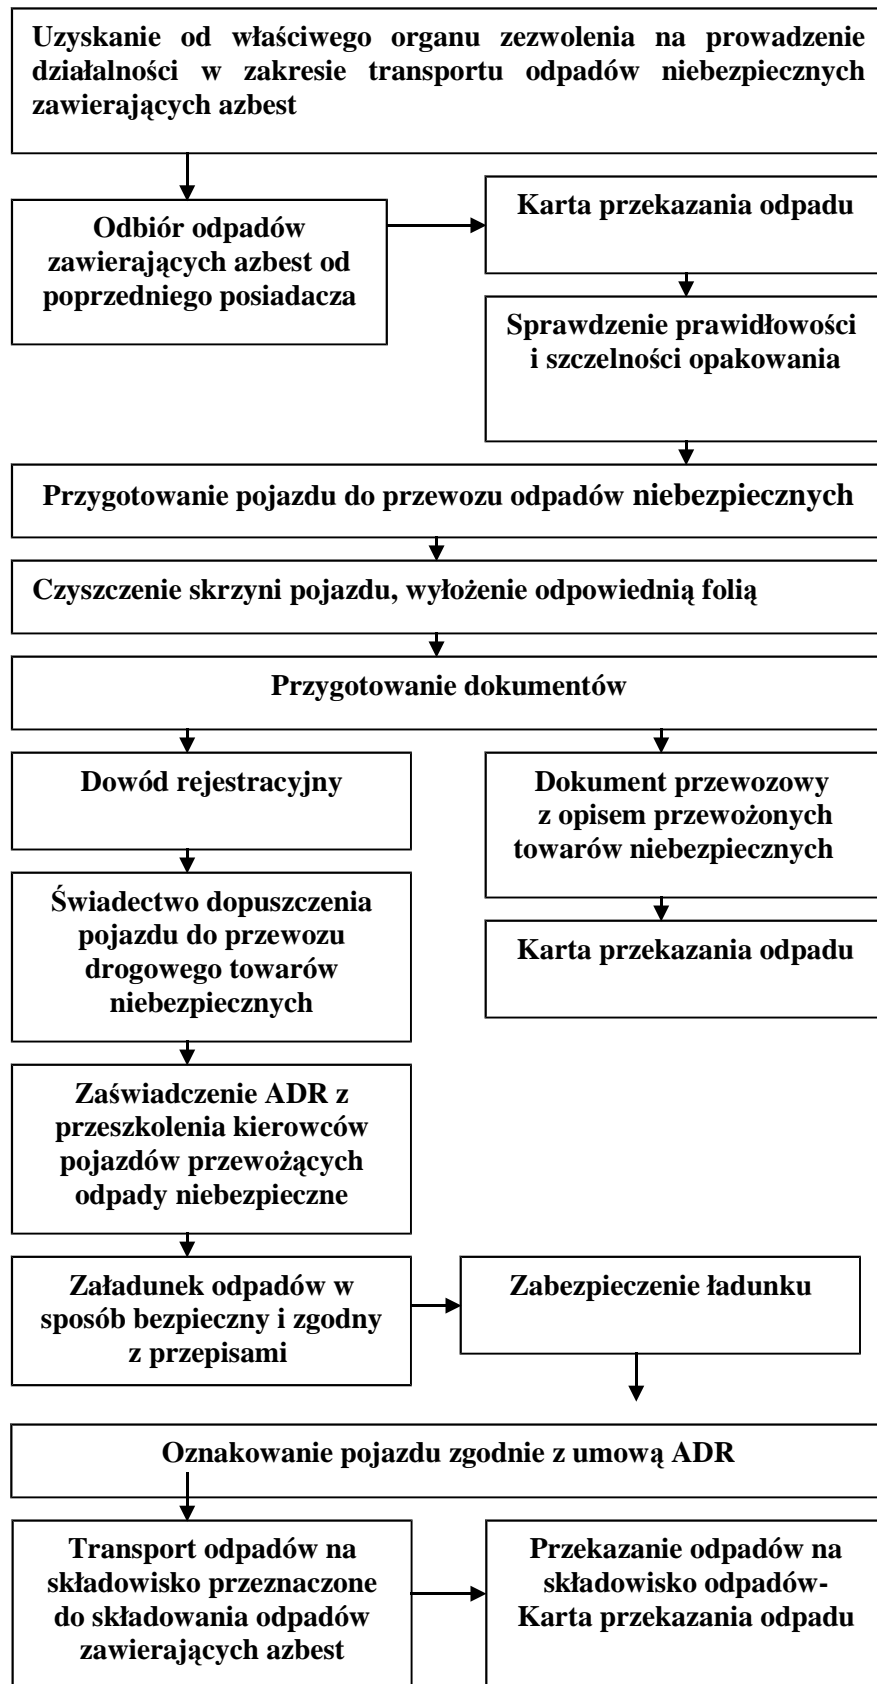 Uzyskanie od właściwego organu zezwolenia na prowadzenie
działalności w zakresie transportu odpadów niebezpiecznych
zawierających azbest
Odbiór odpadów
zawierających azbest od
poprzedniego posiadacza
Karta przekazania odpadu
Sprawdzenie prawidłowości
i szczelności opakowania
Przygotowanie pojazdu do przewozu odpadów niebezpiecznych
Czyszczenie skrzyni pojazdu, wyłożenie odpowiednią folią
Przygotowanie dokumentów
Dowód rejestracyjny
Świadectwo dopuszczenia
pojazdu do przewozu
drogowego towarów
niebezpiecznych
Zaświadczenie ADR z
przeszkolenia kierowców
pojazdów przewożących
odpady niebezpieczne
Dokument przewozowy
z opisem przewożonych
towarów niebezpiecznych
Karta przekazania odpadu
Załadunek odpadów w
sposób bezpieczny i zgodny
z przepisami
Zabezpieczenie ładunku
Oznakowanie pojazdu zgodnie z umową ADR
Transport odpadów na
składowisko przeznaczone
do składowania odpadów
zawierających azbest
Przekazanie odpadów na
składowisko odpadów-
Karta przekazania odpadu